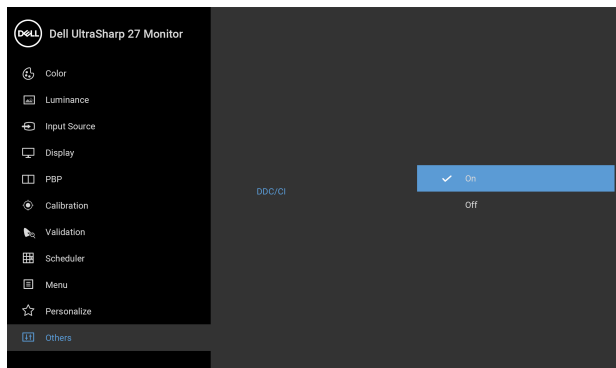 DELL
Dell UltraSharp 27 Monitor
Color
Luminance
Input Source
Display
PBP
Calibration
Validation
Scheduler
Menu
Personalize
Others
DDC/CI
On
Off